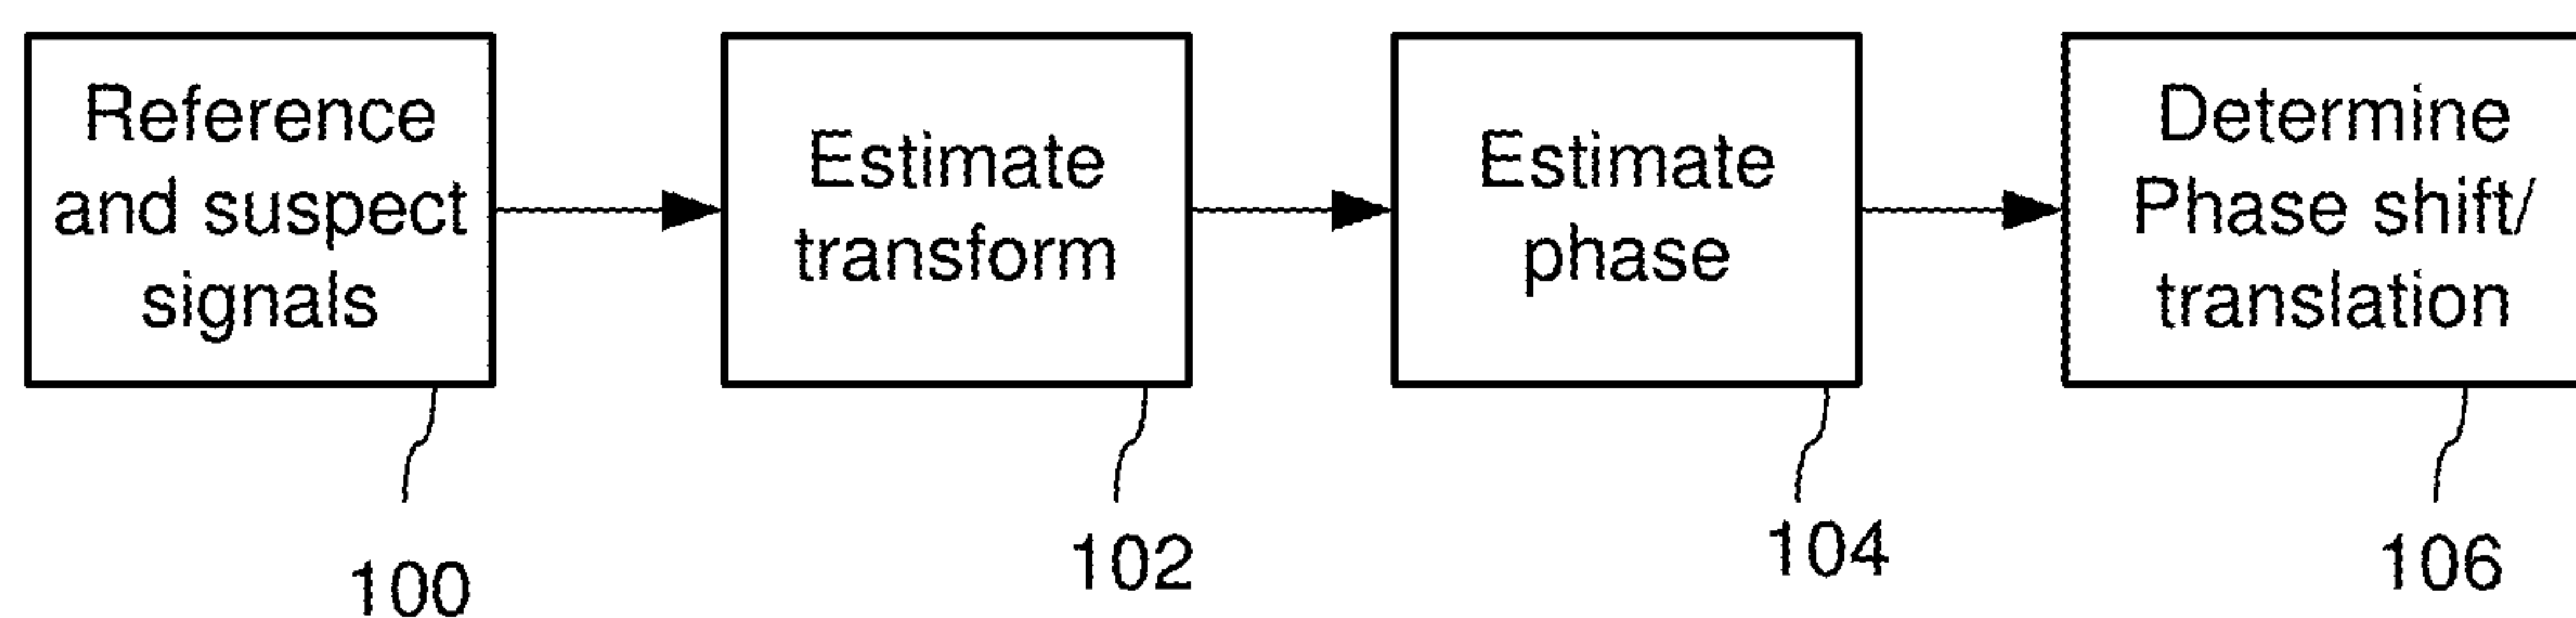 Reference
and suspect
signals
Estimate
transform
Estimate
phase
Determine
Phase shift/
translation
100
102
104
106